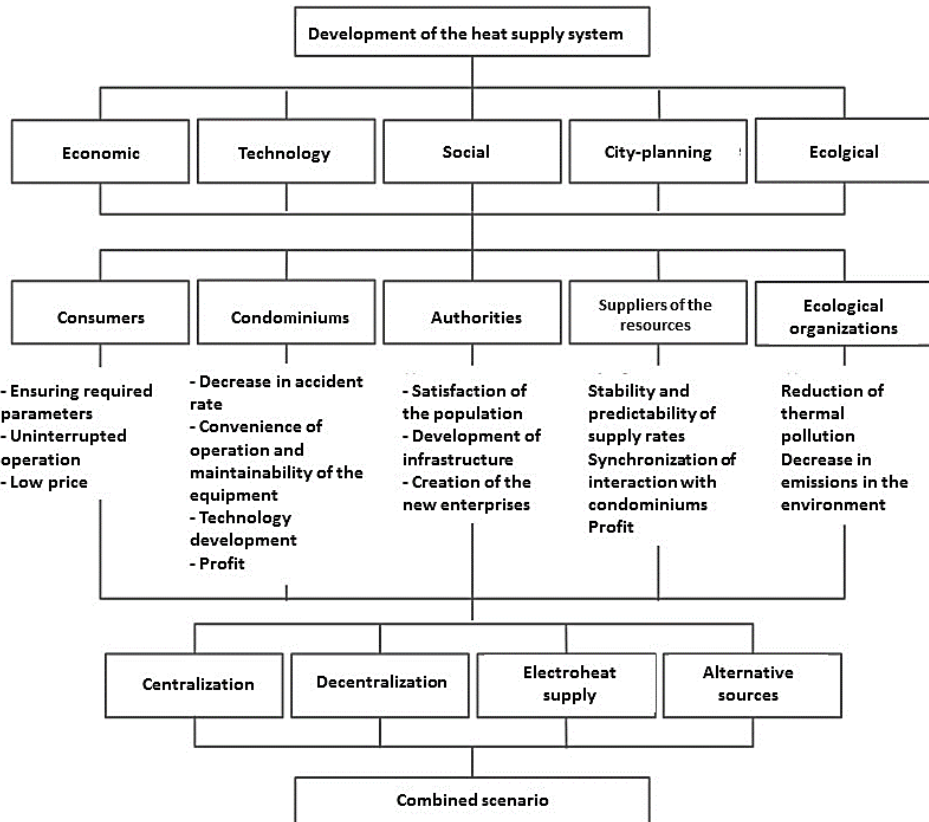 Development of the heat supply system
Economic
Technology
Social
City-planning
Ecolgical
Consumers
Condominiums
Authorities
Suppliers of the
resources
Ecological
organizations
- Ensuring required
parameters
- Uninterrupted
operation
- Low price
- Decrease in accident
rate
- Convenience of
operation and
maintainability of the
equipment
- Technology
development
- Profit
- Satisfaction of
the population
- Development of
infrastructure
- Creation of the
new enterprises
Stability and
predictability of
supply rates
Synchronization of
interaction with
condominiums
Profit
Reduction of
thermal
pollution
Decrease in
emissions in the
environment
Centralization
Decentralization
Electroheat
supply
Alternative
sources
Combined scenario